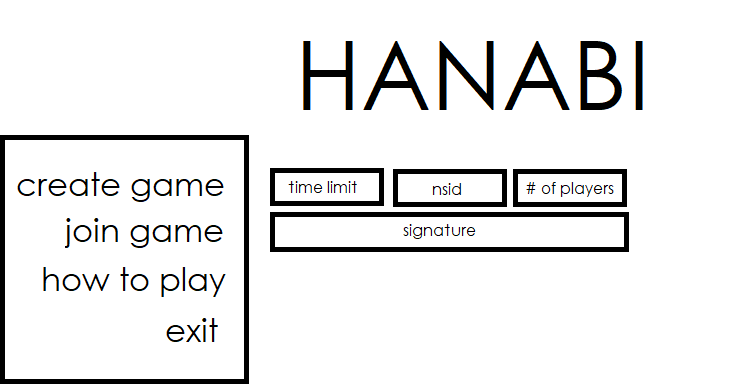 HANABI
create game
join game
how to play
exit
time limit
nsid
# of players
signature